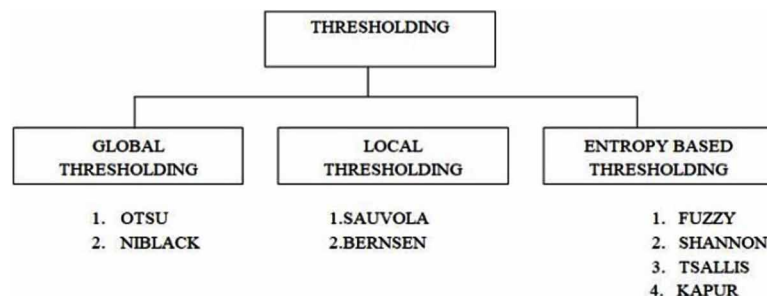 THRESHOLDING
GLOBAL
THRESHOLDING
LOCAL
THRESHOLDING
ENTROPY BASED
THRESHOLDING
1. OTSU
2. NIBLACK
1.SAUVOLA
2.BERNSEN
1. FUZZY
2. SHANNON
3. TSALLIS
4. KAPUR